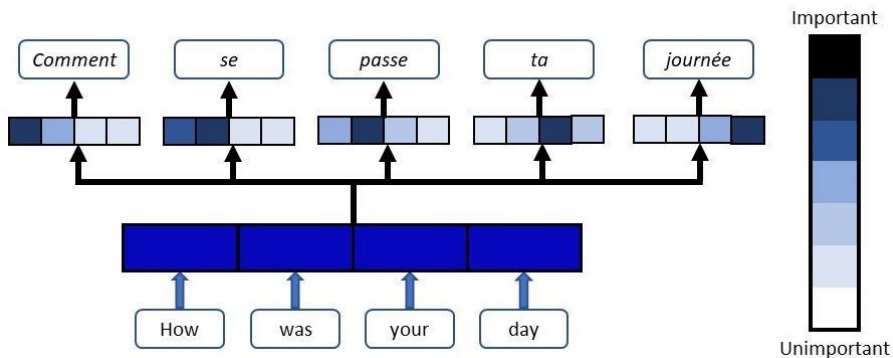 Important
Comment
se
passe
ta
journée
How
was
your
day
Unimportant